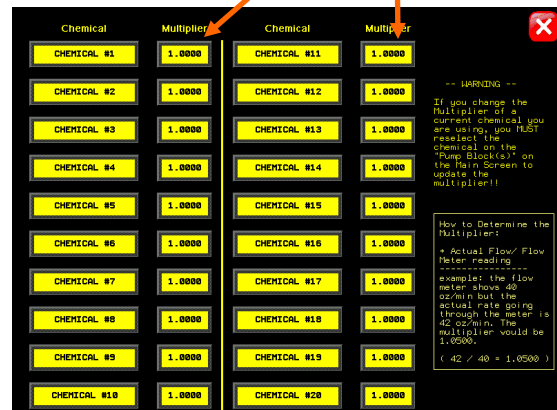 Chemical Multiplier Chemical Multiplier
CHEMICAL #1 1.0000 CHEMICAL #11 1.0000
CHEMICAL #2 1.0000 CHEMICAL #12 1.0000
CHEMICAL #3 1.0000 CHEMICAL #13 1.0000
CHEMICAL #4 1.0000 CHEMICAL #14 1.0000
CHEMICAL #5 1.0000 CHEMICAL #15 1.0000
CHEMICAL #6 1.0000 CHEMICAL #16 1.0000
CHEMICAL #7 1.0000 CHEMICAL #17 1.0000
CHEMICAL #8 1.0000 CHEMICAL #18 1.0000
CHEMICAL #9 1.0000 CHEMICAL #19 1.0000
CHEMICAL #10 1.0000 CHEMICAL #20 1.0000
-- WARNING --
If you change the
Multiplier of a
current chemical you
are using, you MUST
reselect the
chemical on the
"Pump Block(s)" on
the Main Screen to
update the
multiplier!!
How to Determine the
Multiplier:
* Actual Flow/ Flow
Meter reading
----------------
example: the flow
meter shows 40
oz/min but the
actual rate going
through the meter is
42 oz/min. The
multiplier would be
1.0500.
( 42 / 40 = 1.0500 )